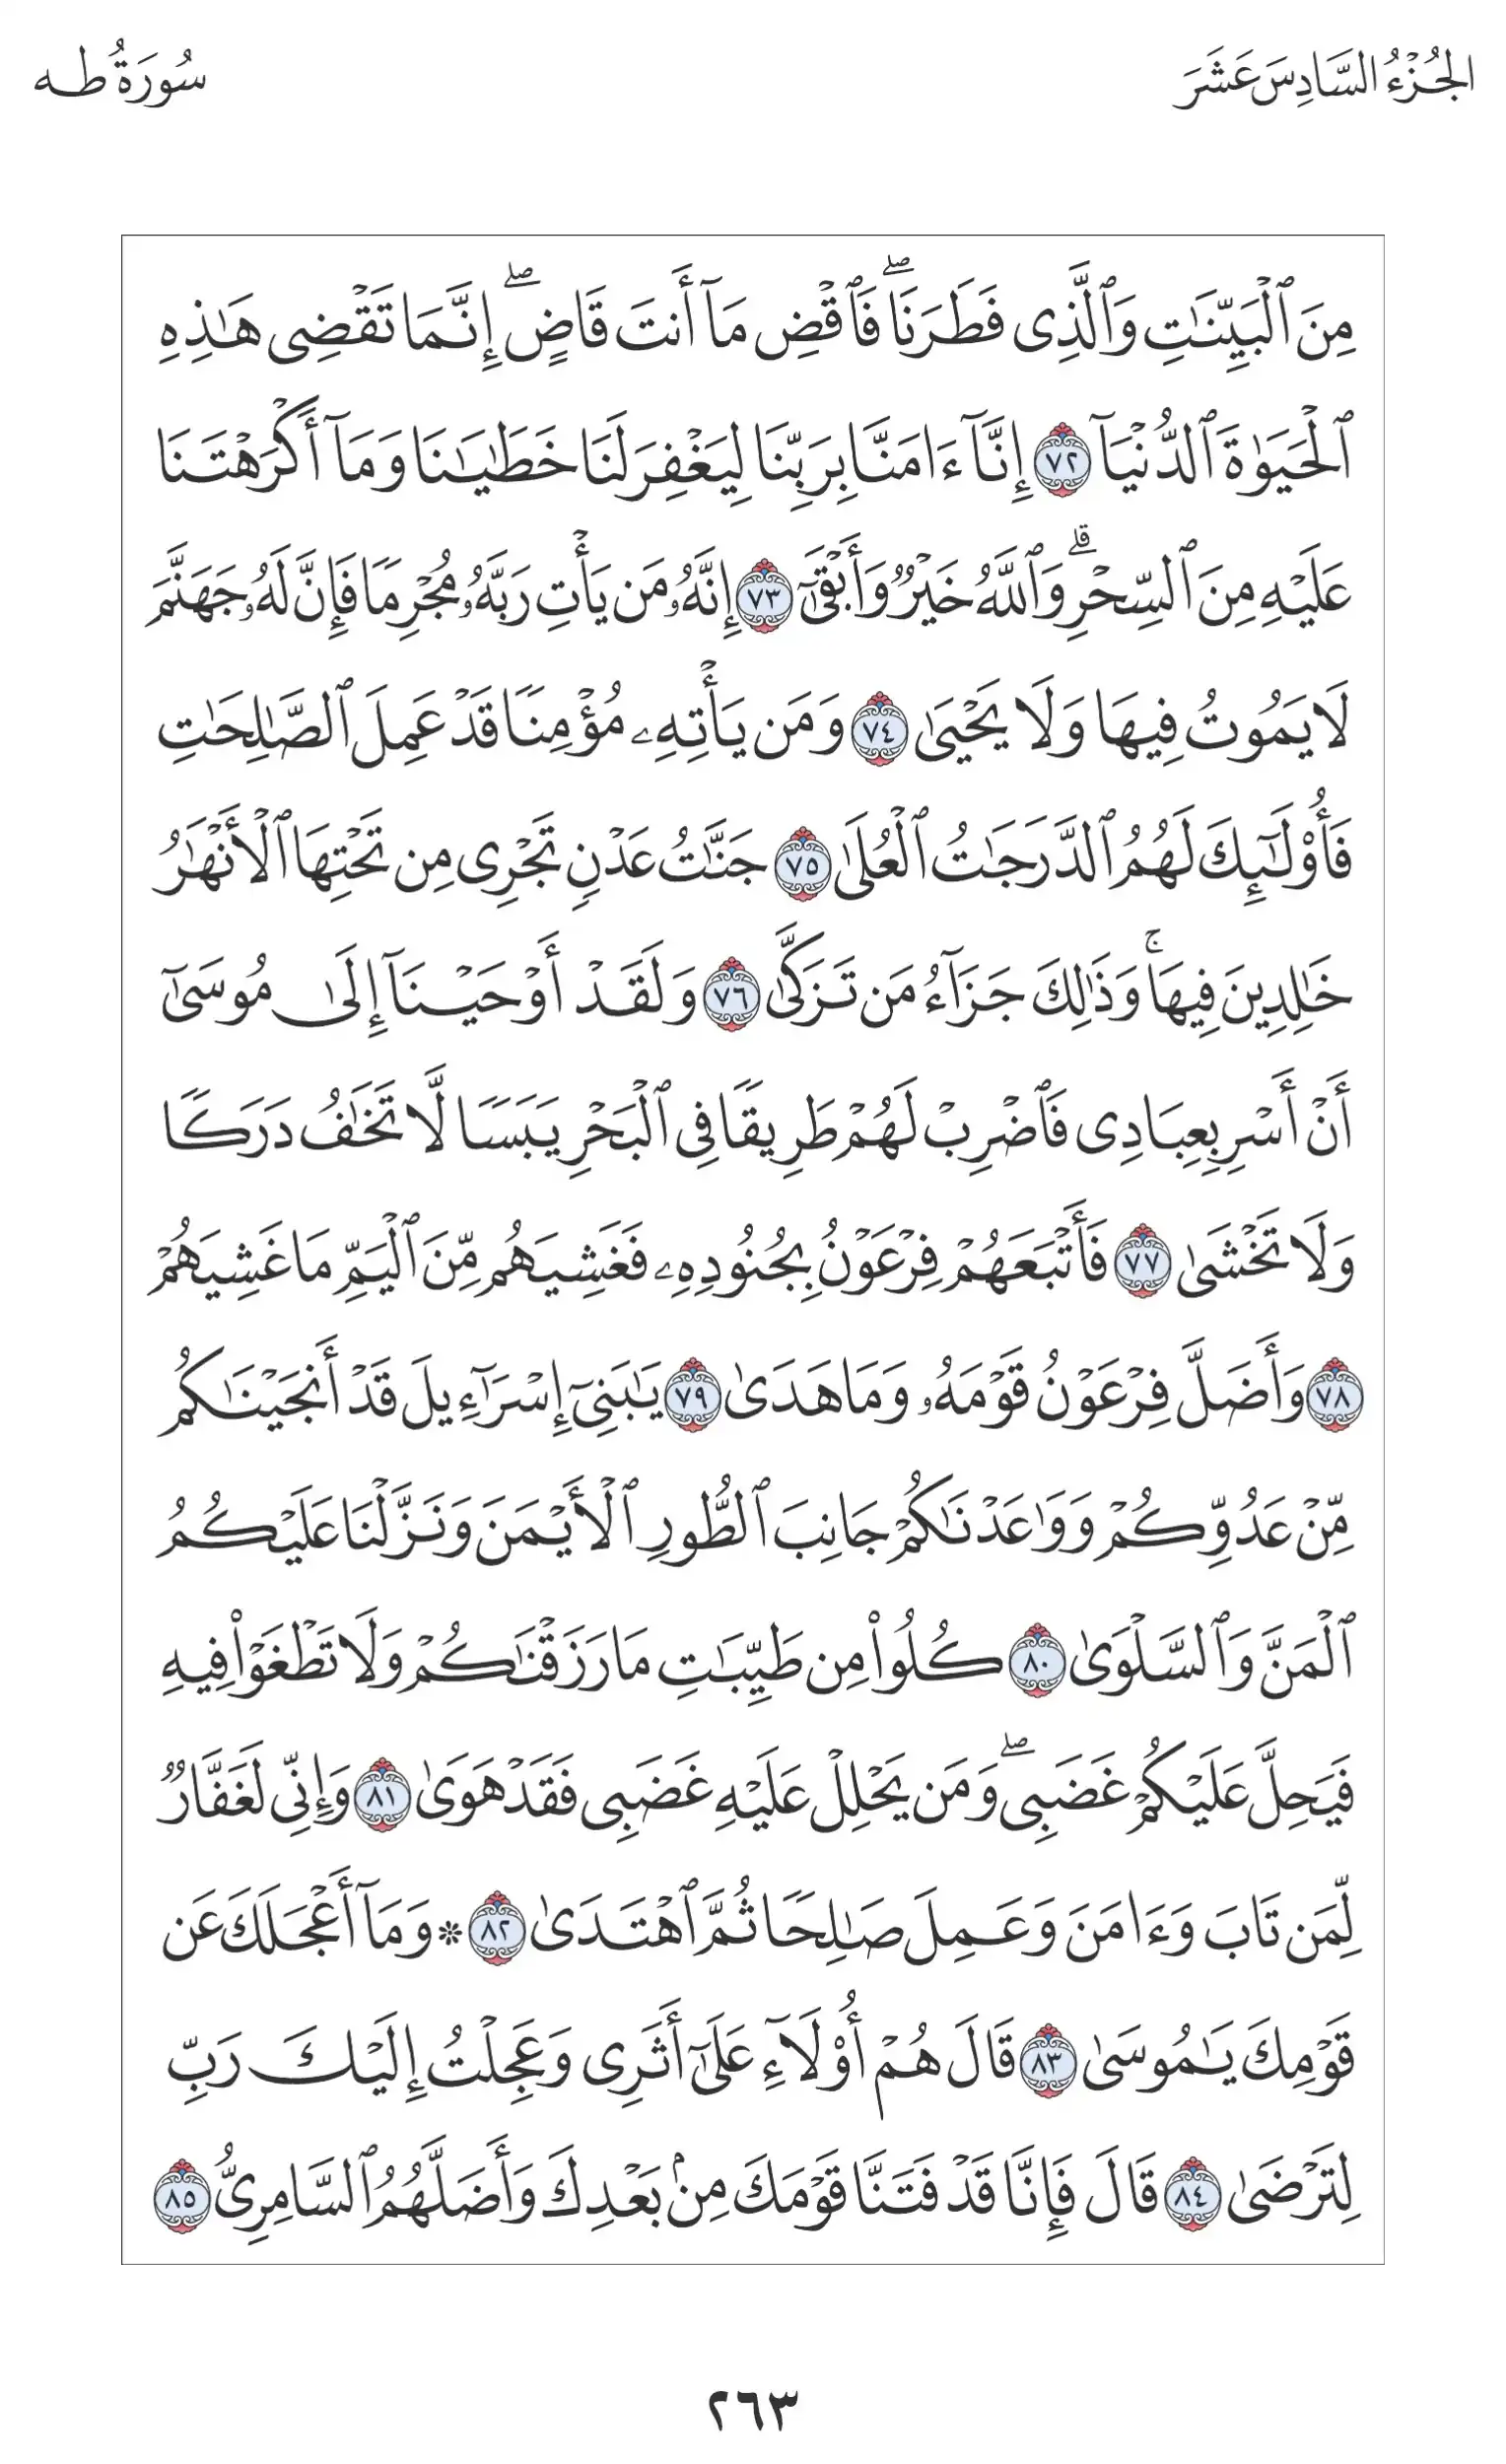 الجُزْءُ السَّادِسَ عَشَرَ
سُورَةُ طه
مِنَ ٱلْبَيِّنَٰتِ وَٱلَّذِى فَطَرَنَا ۖ فَٱقْضِ مَآ أَنتَ قَاضٍ ۖ إِنَّمَا تَقْضِى هَٰذِهِ
ٱلْحَيَوٰةَ ٱلدُّنْيَآ ٧٢ إِنَّآ ءَامَنَّا بِرَبِّنَا لِيَغْفِرَ لَنَا خَطَٰيَٰنَا وَمَآ أَكْرَهْتَنَا
عَلَيْهِ مِنَ ٱلسِّحْرِ ۗ وَٱللَّهُ خَيْرٌ وَأَبْقَىٰٓ ٧٣ إِنَّهُۥ مَن يَأْتِ رَبَّهُۥ مُجْرِمًا فَإِنَّ لَهُۥ جَهَنَّمَ
لَا يَمُوتُ فِيهَا وَلَا يَحْيَىٰ ٧٤ وَمَن يَأْتِهِۦ مُؤْمِنًا قَدْ عَمِلَ ٱلصَّٰلِحَٰتِ
فَأُو۟لَٰٓئِكَ لَهُمُ ٱلدَّرَجَٰتُ ٱلْعُلَىٰ ٧٥ جَنَّٰتُ عَدْنٍ تَجْرِى مِن تَحْتِهَا ٱلْأَنْهَٰرُ
خَٰلِدِينَ فِيهَا ۚ وَذَٰلِكَ جَزَآءُ مَن تَزَكَّىٰ ٧٦ وَلَقَدْ أَوْحَيْنَآ إِلَىٰ مُوسَىٰٓ
أَنْ أَسْرِ بِعِبَادِى فَٱضْرِبْ لَهُمْ طَرِيقًا فِى ٱلْبَحْرِ يَبَسًا لَّا تَخَٰفُ دَرَكًا
وَلَا تَخْشَىٰ ٧٧ فَأَتْبَعَهُمْ فِرْعَوْنُ بِجُنُودِهِۦ فَغَشِيَهُم مِّنَ ٱلْيَمِّ مَا غَشِيَهُمْ
٧٨ وَأَضَلَّ فِرْعَوْنُ قَوْمَهُۥ وَمَا هَدَىٰ ٧٩ يَٰبَنِىٓ إِسْرَٰٓءِيلَ قَدْ أَنجَيْنَٰكُم
مِّنْ عَدُوِّكُمْ وَوَٰعَدْنَٰكُمْ جَانِبَ ٱلطُّورِ ٱلْأَيْمَنَ وَنَزَّلْنَا عَلَيْكُمُ
ٱلْمَنَّ وَٱلسَّلْوَىٰ ٨٠ كُلُوا۟ مِن طَيِّبَٰتِ مَا رَزَقْنَٰكُمْ وَلَا تَطْغَوْا۟ فِيهِ
فَيَحِلَّ عَلَيْكُمْ غَضَبِى ۖ وَمَن يَحْلِلْ عَلَيْهِ غَضَبِى فَقَدْ هَوَىٰ ٨١ وَإِنِّى لَغَفَّارٌ
لِّمَن تَابَ وَءَامَنَ وَعَمِلَ صَٰلِحًا ثُمَّ ٱهْتَدَىٰ ٨٢ * وَمَآ أَعْجَلَكَ عَن
قَوْمِكَ يَٰمُوسَىٰ ٨٣ قَالَ هُمْ أُو۟لَآءِ عَلَىٰٓ أَثَرِى وَعَجِلْتُ إِلَيْكَ رَبِّ
لِتَرْضَىٰ ٨٤ قَالَ فَإِنَّا قَدْ فَتَنَّا قَوْمَكَ مِنۢ بَعْدِكَ وَأَضَلَّهُمُ ٱلسَّامِرِىُّ ٨٥
٢٦٣